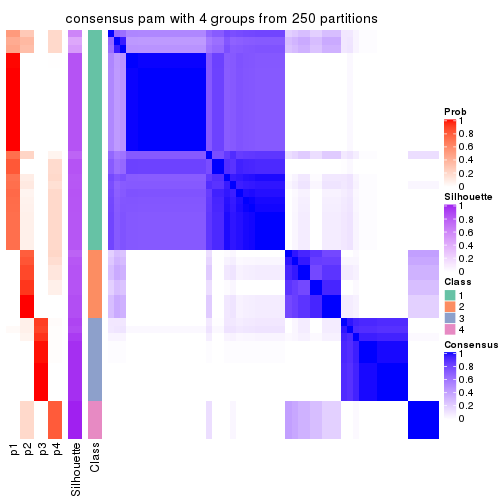 consensus pam with 4 groups from 250 partitions
Prob
1
0.8
0.6
0.4
0.2
0
Silhouette
1
0.8
0.6
0.4
0.2
0
Class
1
2
3
4
Consensus
1
0.8
0.6
0.4
0.2
0
p1
p2
p3
p4
Silhouette
Class